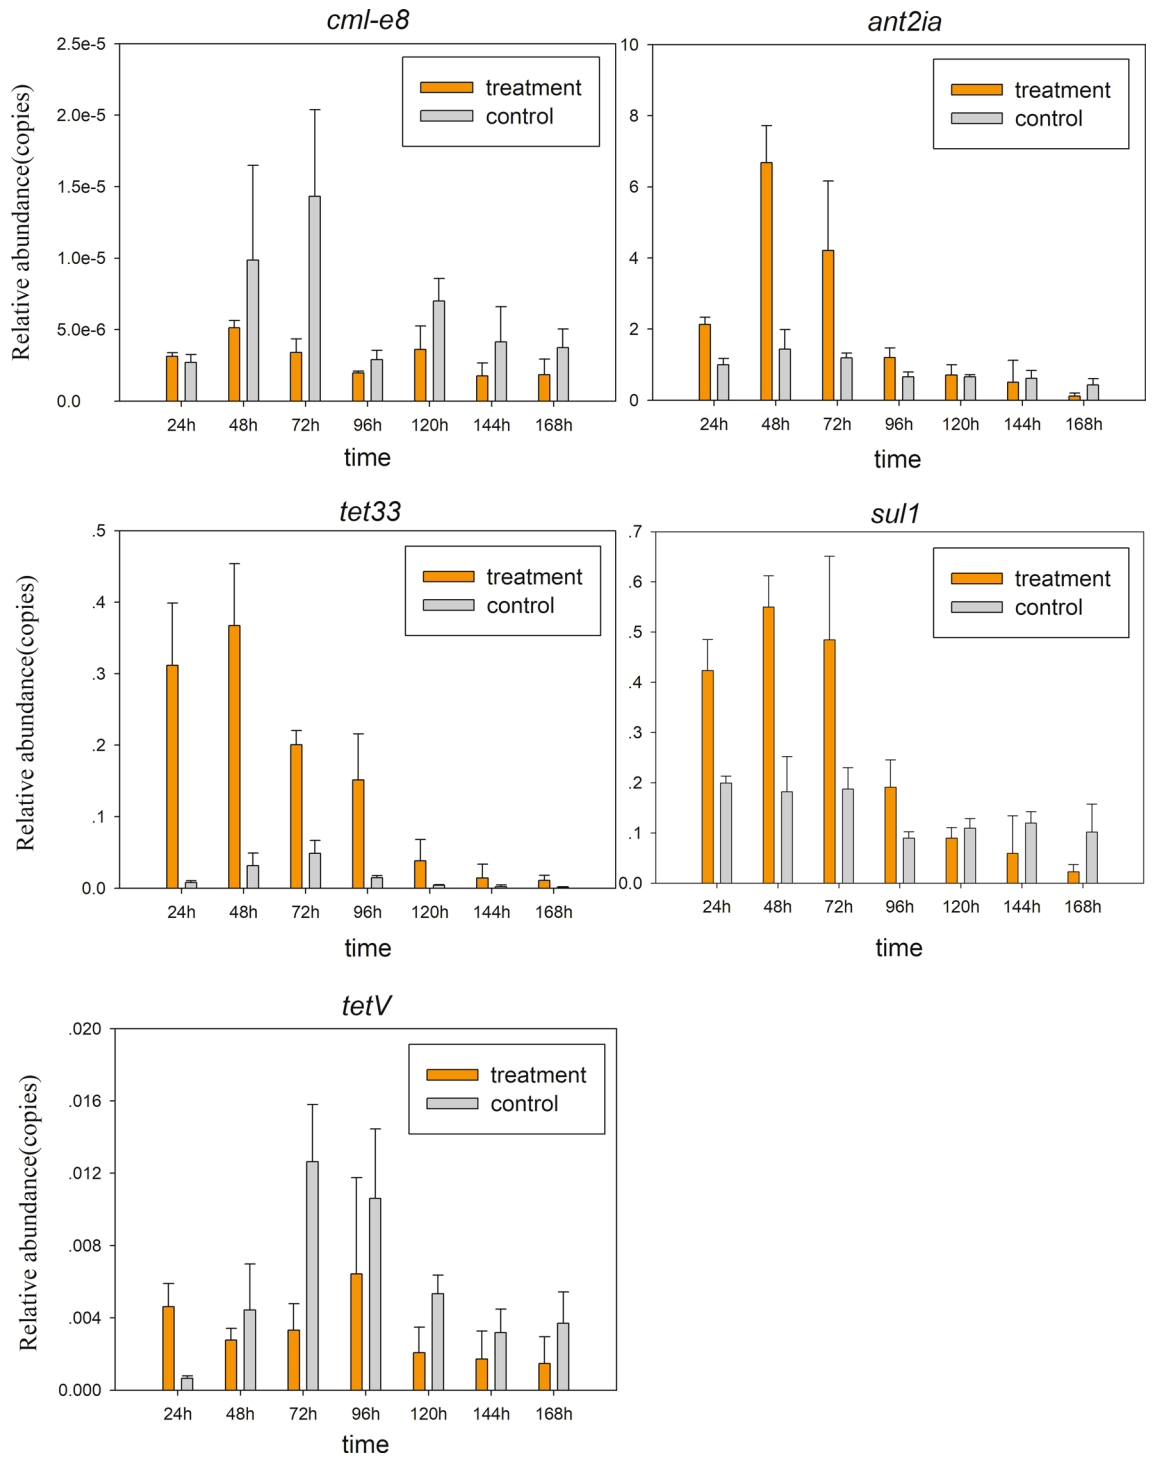 cml-e8
Relative abundance(copies)
2.5e-5
2.0e-5
1.5e-5
1.0e-5
5.0e-6
0.0
treatment
control
24h 48h 72h 96h 120h 144h 168h
time
ant2ia
10
8
6
4
2
0
treatment
control
24h 48h 72h 96h 120h 144h 168h
time
tet33
Relative abundance(copies)
.5
.4
.3
.2
.1
0.0
treatment
control
24h 48h 72h 96h 120h 144h 168h
time
sul1
.7
.6
.5
.4
.3
.2
.1
0.0
treatment
control
24h 48h 72h 96h 120h 144h 168h
time
tetV
Relative abundance(copies)
.020
.016
.012
.008
.004
0.000
treatment
control
24h 48h 72h 96h 120h 144h 168h
time